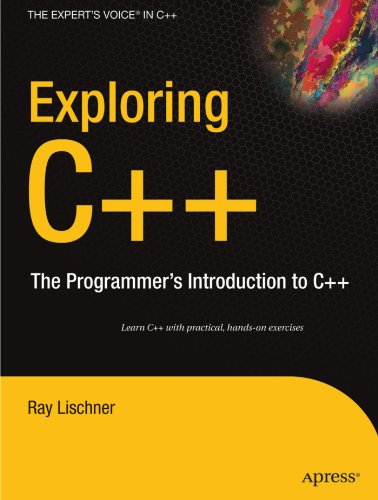 THE EXPERT'S VOICE® IN C++
Exploring
C++
The Programmer's Introduction to C++
Learn C++ with practical, hands-on exercises
Ray Lischner
Apress®